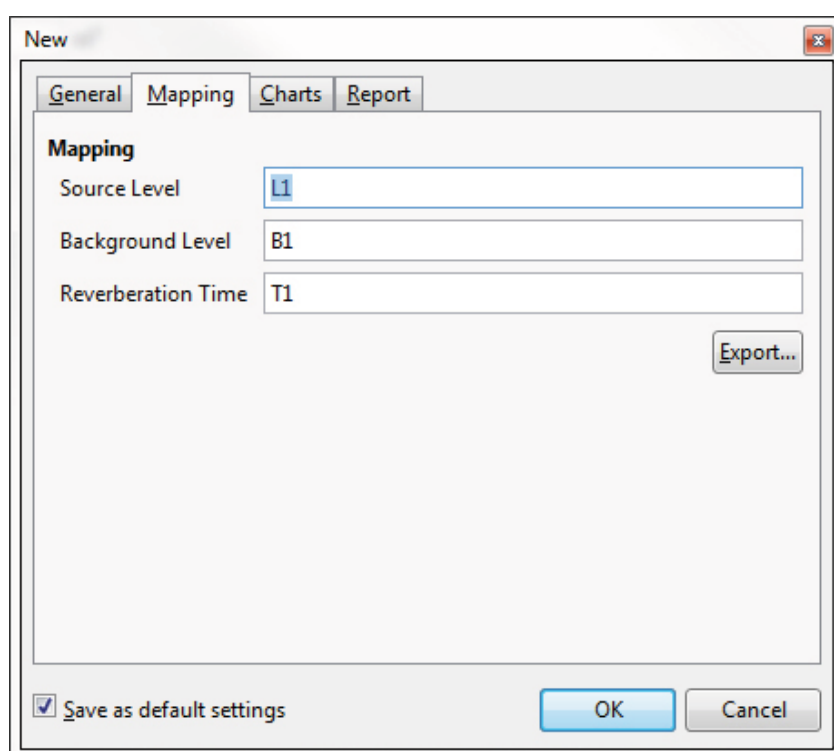 New
General Mapping Charts Report
Mapping
Source Level L1
Background Level B1
Reverberation Time T1
Export...
Save as default settings OK Cancel